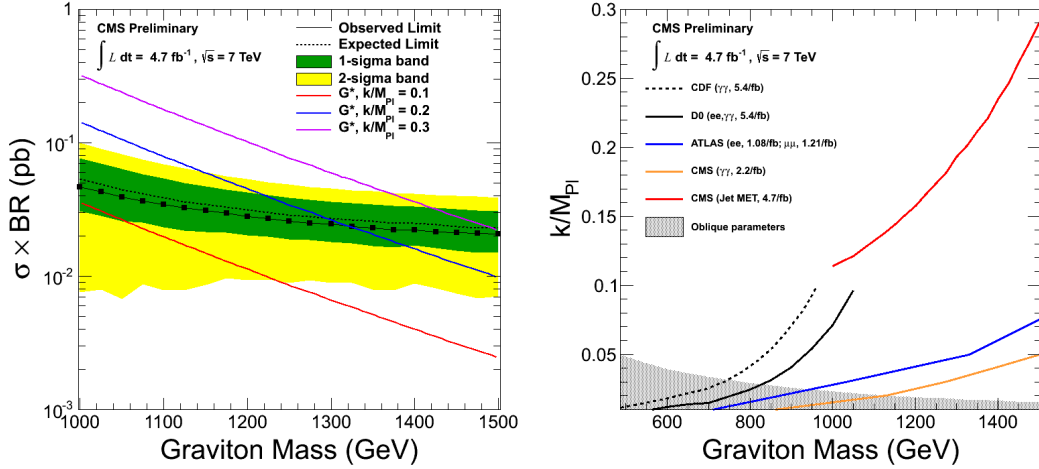 CMS Preliminary
∫ L dt = 4.7 fb⁻¹ , √s = 7 TeV
Observed Limit
Expected Limit
1-sigma band
2-sigma band
G*, k/M_Pl = 0.1
G*, k/M_Pl = 0.2
G*, k/M_Pl = 0.3
σ × BR (pb)
1
10⁻¹
10⁻²
10⁻³
1000 1100 1200 1300 1400 1500
Graviton Mass (GeV)
CMS Preliminary
∫ L dt = 4.7 fb⁻¹ , √s = 7 TeV
CDF (γγ, 5.4/fb)
D0 (ee,γγ, 5.4/fb)
ATLAS (ee, 1.08/fb; μμ, 1.21/fb)
CMS (γγ, 2.2/fb)
CMS (Jet MET, 4.7/fb)
Oblique parameters
k/M_Pl
0.3
0.25
0.2
0.15
0.1
0.05
600 800 1000 1200 1400
Graviton Mass (GeV)